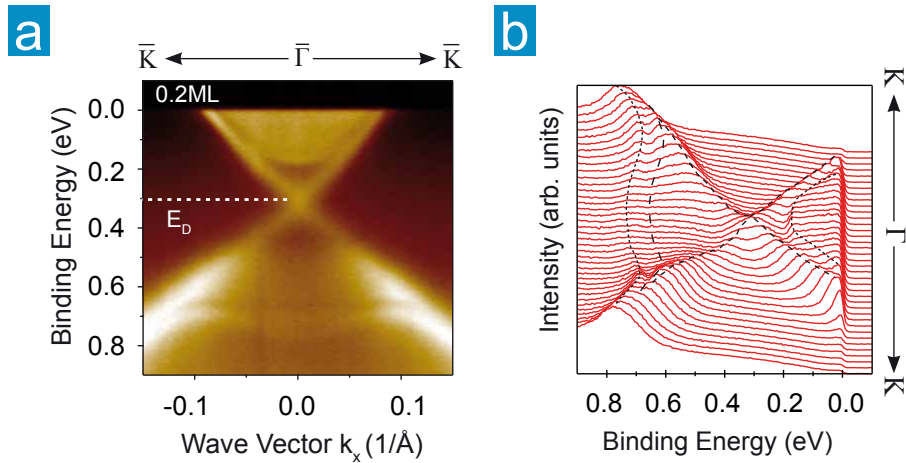 a
K̅ Γ̅ K̅
0.2ML
0.0
0.2
0.4
0.6
0.8
E_D
Binding Energy (eV)
-0.1 0.0 0.1
Wave Vector k_x (1/Å)
b
Intensity (arb. units)
0.8 0.6 0.4 0.2 0.0
Binding Energy (eV)
K̅
Γ̅
K̅